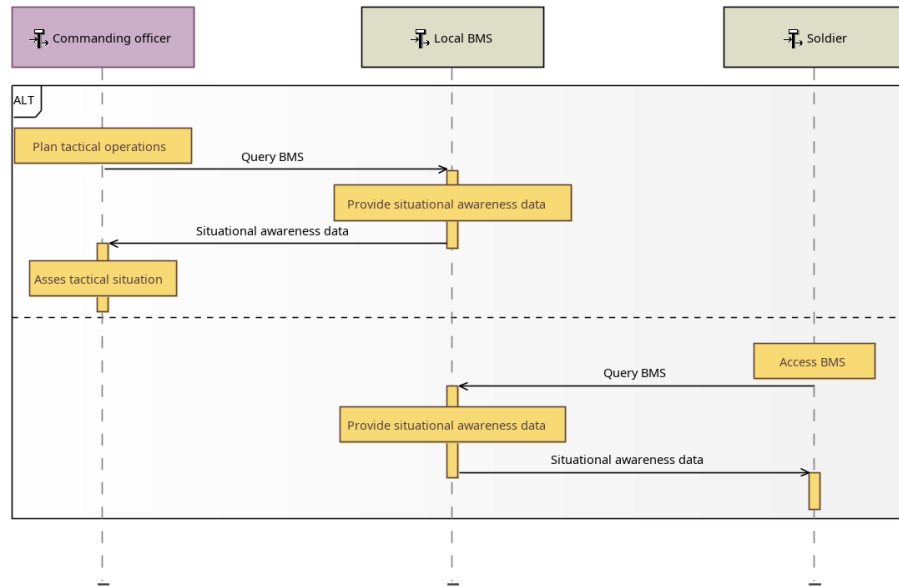 Commanding officer
Local BMS
Soldier
ALT
Plan tactical operations
Query BMS
Provide situational awareness data
Situational awareness data
Asses tactical situation
Access BMS
Query BMS
Provide situational awareness data
Situational awareness data